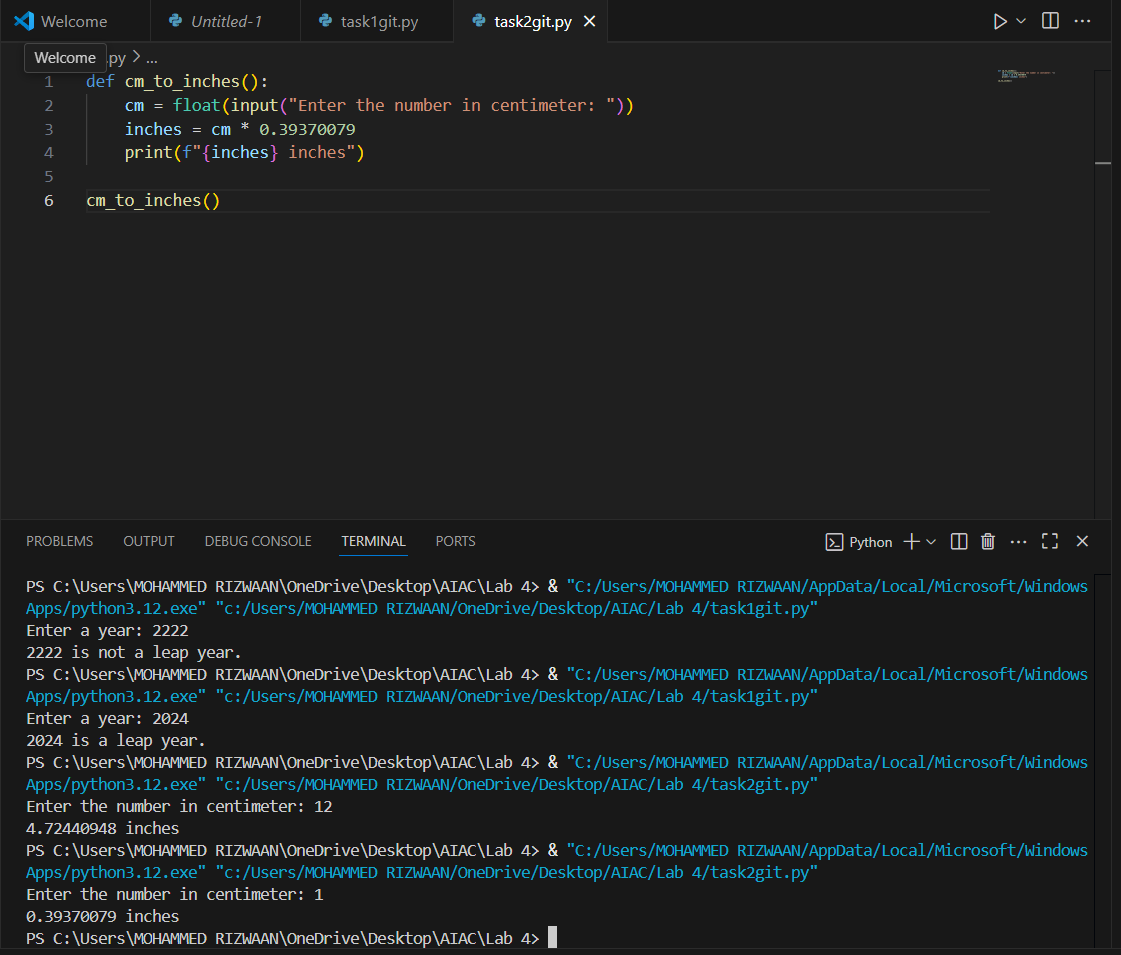 Welcome Untitled-1 task1git.py task2git.py
Welcome .py > ...
1 def cm_to_inches():
2     cm = float(input("Enter the number in centimeter: "))
3     inches = cm * 0.39370079
4     print(f"{inches} inches")
5
6 cm_to_inches()
PROBLEMS OUTPUT DEBUG CONSOLE TERMINAL PORTS Python
PS C:\Users\MOHAMMED RIZWAAN\OneDrive\Desktop\AIAC\Lab 4> & "C:/Users/MOHAMMED RIZWAAN/AppData/Local/Microsoft/Windows
Apps/python3.12.exe" "c:/Users/MOHAMMED RIZWAAN/OneDrive/Desktop/AIAC/Lab 4/task1git.py"
Enter a year: 2222
2222 is not a leap year.
PS C:\Users\MOHAMMED RIZWAAN\OneDrive\Desktop\AIAC\Lab 4> & "C:/Users/MOHAMMED RIZWAAN/AppData/Local/Microsoft/Windows
Apps/python3.12.exe" "c:/Users/MOHAMMED RIZWAAN/OneDrive/Desktop/AIAC/Lab 4/task1git.py"
Enter a year: 2024
2024 is a leap year.
PS C:\Users\MOHAMMED RIZWAAN\OneDrive\Desktop\AIAC\Lab 4> & "C:/Users/MOHAMMED RIZWAAN/AppData/Local/Microsoft/Windows
Apps/python3.12.exe" "c:/Users/MOHAMMED RIZWAAN/OneDrive/Desktop/AIAC/Lab 4/task2git.py"
Enter the number in centimeter: 12
4.72440948 inches
PS C:\Users\MOHAMMED RIZWAAN\OneDrive\Desktop\AIAC\Lab 4> & "C:/Users/MOHAMMED RIZWAAN/AppData/Local/Microsoft/Windows
Apps/python3.12.exe" "c:/Users/MOHAMMED RIZWAAN/OneDrive/Desktop/AIAC/Lab 4/task2git.py"
Enter the number in centimeter: 1
0.39370079 inches
PS C:\Users\MOHAMMED RIZWAAN\OneDrive\Desktop\AIAC\Lab 4>